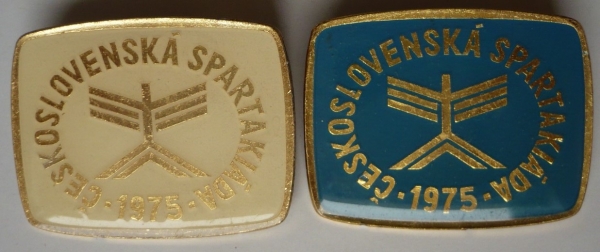 ČESKOSLOVENSKÁ SPARTAKIÁDA
· 1975 ·
ČESKOSLOVENSKÁ SPARTAKIÁDA
· 1975 ·